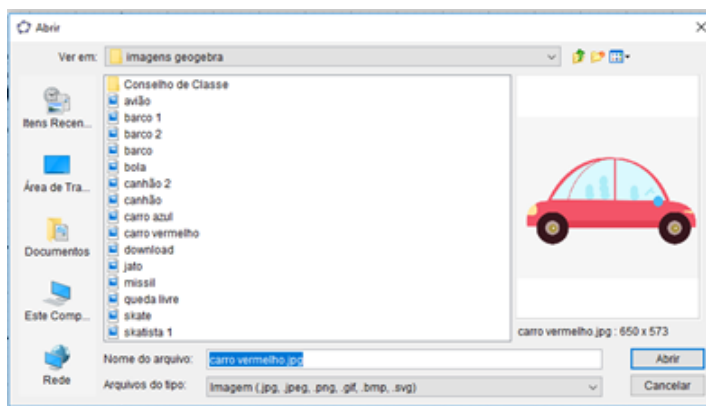 Abrir
Ver em: imagens geogebra
Itens Recen...
Área de Tra...
Documentos
Este Comp...
Rede
Conselho de Classe
avião
barco 1
barco 2
barco
bola
canhão 2
canhão
carro azul
carro vermelho
download
jato
missil
queda livre
skate
skatista 1
carro vermelho.jpg : 650 x 573
Nome do arquivo: carro vermelho.jpg
Abrir
Arquivos do tipo: Imagem (.jpg, .jpeg, .png, .gif, .bmp, .svg)
Cancelar